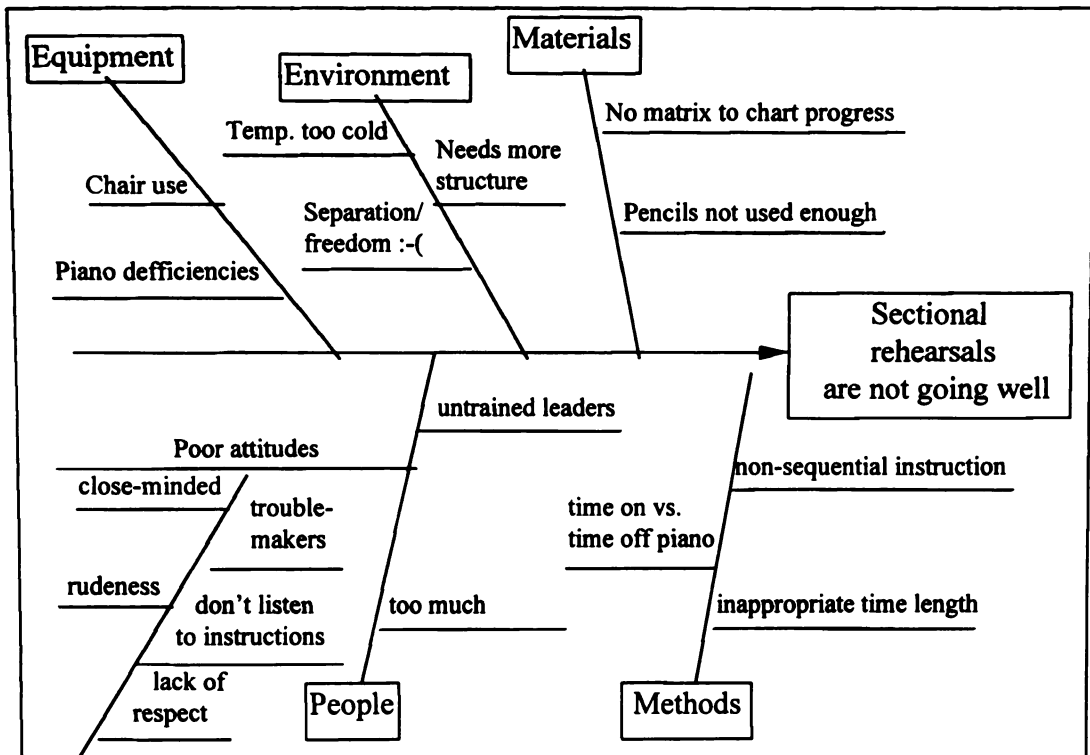 Equipment
Environment
Materials
Temp. too cold
Needs more
structure
No matrix to chart progress
Chair use
Separation/
freedom :-(
Pencils not used enough
Piano defficiencies
Sectional
rehearsals
are not going well
untrained leaders
Poor attitudes
close-minded
trouble-
makers
rudeness
don't listen
to instructions
lack of
respect
too much
People
non-sequential instruction
time on vs.
time off piano
inappropriate time length
Methods